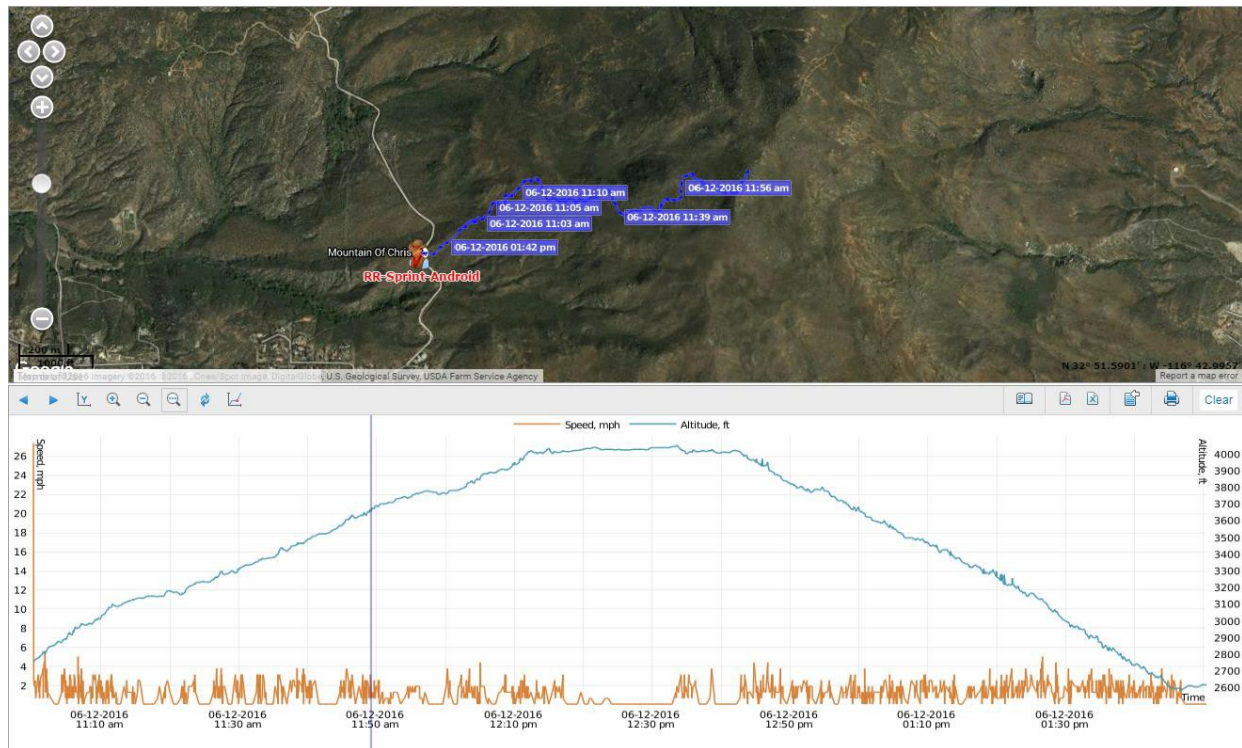 06-12-2016 11:10 am
06-12-2016 11:56 am
06-12-2016 11:05 am
06-12-2016 11:39 am
06-12-2016 11:03 am
06-12-2016 01:42 pm
Mountain Of Chris
RR-Sprint-Android
200 m
1000 ft
N 32° 51.5901' : W -116° 42.9957'
U.S. Geological Survey, USDA Farm Service Agency
Report a map error
Clear
Speed, mph Altitude, ft
Speed, mph
Altitude, ft
26
24
22
20
18
16
14
12
10
8
6
4
2
4000
3900
3800
3700
3600
3500
3400
3300
3200
3100
3000
2900
2800
2700
2600
Time
06-12-2016
11:10 am
06-12-2016
11:30 am
06-12-2016
11:50 am
06-12-2016
12:10 pm
06-12-2016
12:30 pm
06-12-2016
12:50 pm
06-12-2016
01:10 pm
06-12-2016
01:30 pm